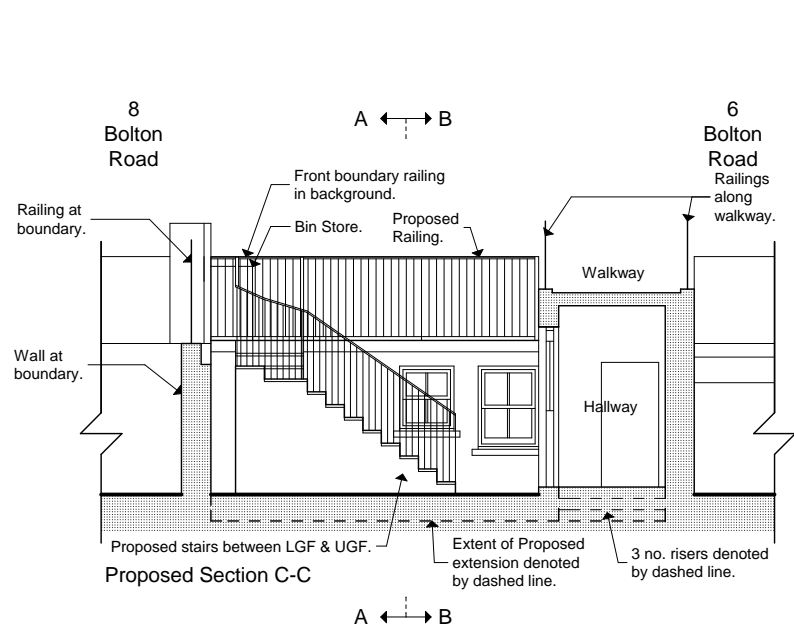 8
Bolton
Road
A B
6
Bolton
Road
Front boundary railing
in background.
Railings
along
walkway.
Railing at
boundary.
Bin Store.
Proposed
Railing.
Walkway
Wall at
boundary.
Hallway
Proposed stairs between LGF & UGF.
Extent of Proposed
extension denoted
by dashed line.
3 no. risers denoted
by dashed line.
Proposed Section C-C
A B